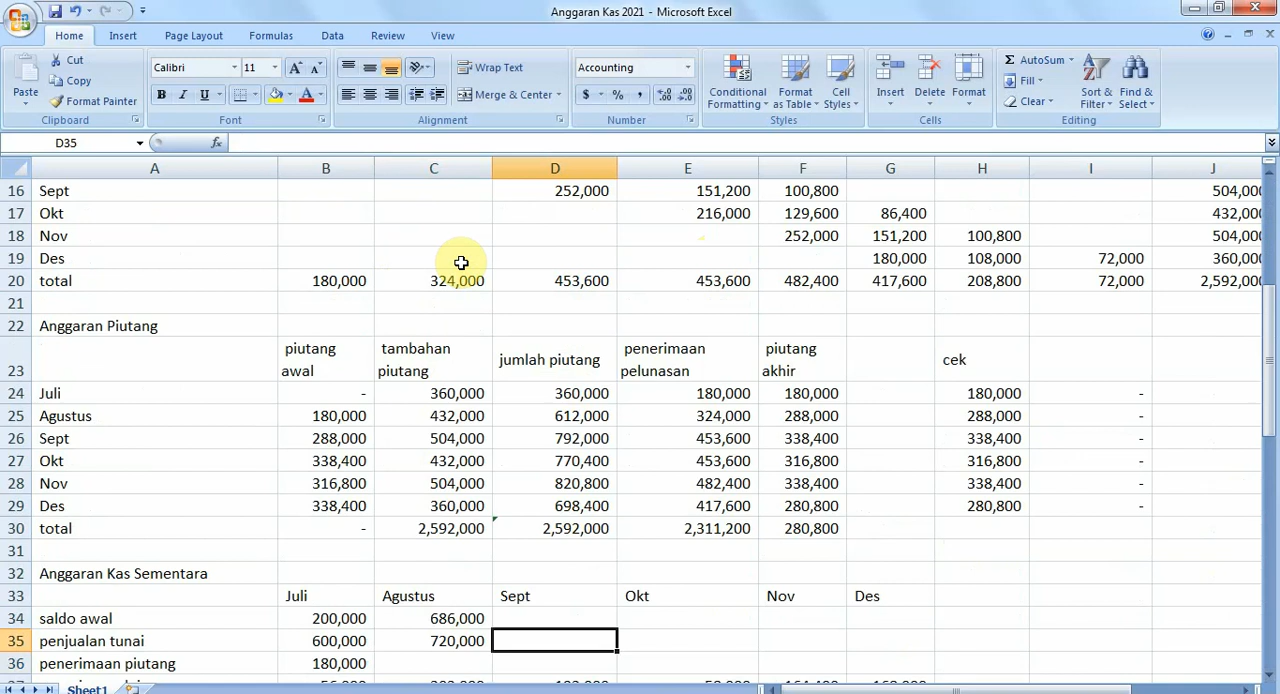 Anggaran Kas 2021 - Microsoft Excel
Home Insert Page Layout Formulas Data Review View
Paste
Cut
Copy
Format Painter
Clipboard
Calibri 11
B I U
Font
Wrap Text
Merge & Center
Alignment
Accounting
$ % ,
Number
Conditional Formatting
Format as Table
Cell Styles
Styles
Insert Delete Format
Cells
AutoSum
Fill
Clear
Sort & Filter
Find & Select
Editing
D35 fx
A B C D E F G H I J
16 Sept 252,000 151,200 100,800 504,000
17 Okt 216,000 129,600 86,400 432,000
18 Nov 252,000 151,200 100,800 504,000
19 Des 180,000 108,000 72,000 360,000
20 total 180,000 324,000 453,600 453,600 482,400 417,600 208,800 72,000 2,592,000
21
22 Anggaran Piutang
23 piutang awal tambahan piutang jumlah piutang penerimaan pelunasan piutang akhir cek
24 Juli - 360,000 360,000 180,000 180,000 180,000 -
25 Agustus 180,000 432,000 612,000 324,000 288,000 288,000 -
26 Sept 288,000 504,000 792,000 453,600 338,400 338,400 -
27 Okt 338,400 432,000 770,400 453,600 316,800 316,800 -
28 Nov 316,800 504,000 820,800 482,400 338,400 338,400 -
29 Des 338,400 360,000 698,400 417,600 280,800 280,800 -
30 total - 2,592,000 2,592,000 2,311,200 280,800
31
32 Anggaran Kas Sementara
33 Juli Agustus Sept Okt Nov Des
34 saldo awal 200,000 686,000
35 penjualan tunai 600,000 720,000
36 penerimaan piutang 180,000
Sheet1